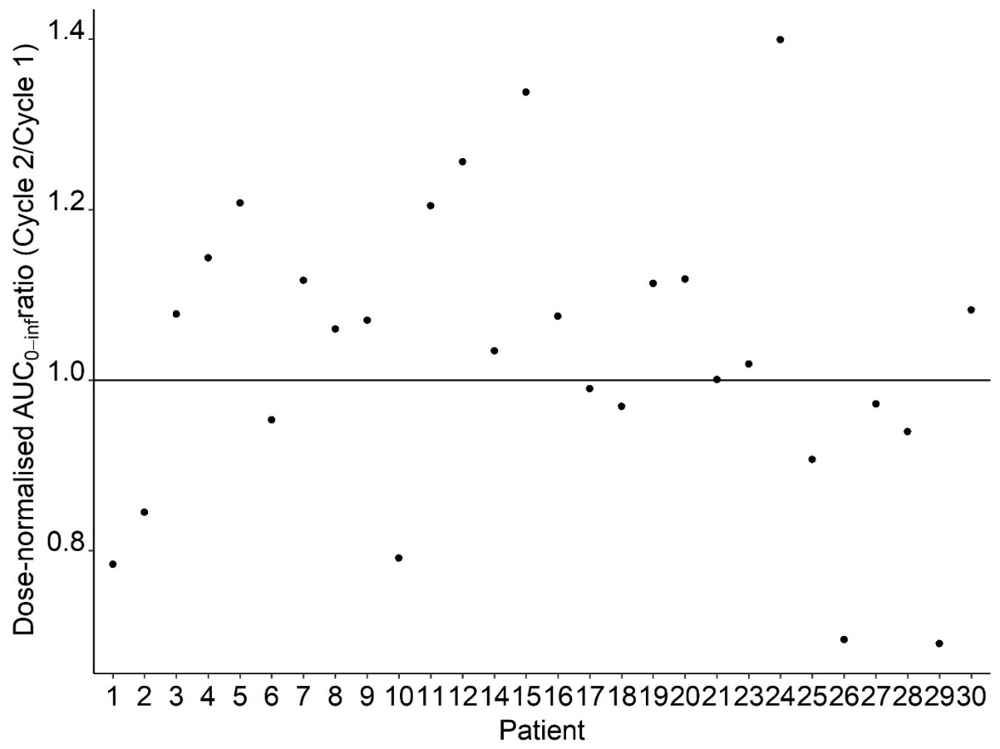 Dose-normalised AUC0–inf ratio (Cycle 2/Cycle 1)
1.4
1.2
1.0
0.8
1 2 3 4 5 6 7 8 9 10 11 12 14 15 16 17 18 19 20 21 23 24 25 26 27 28 29 30
Patient